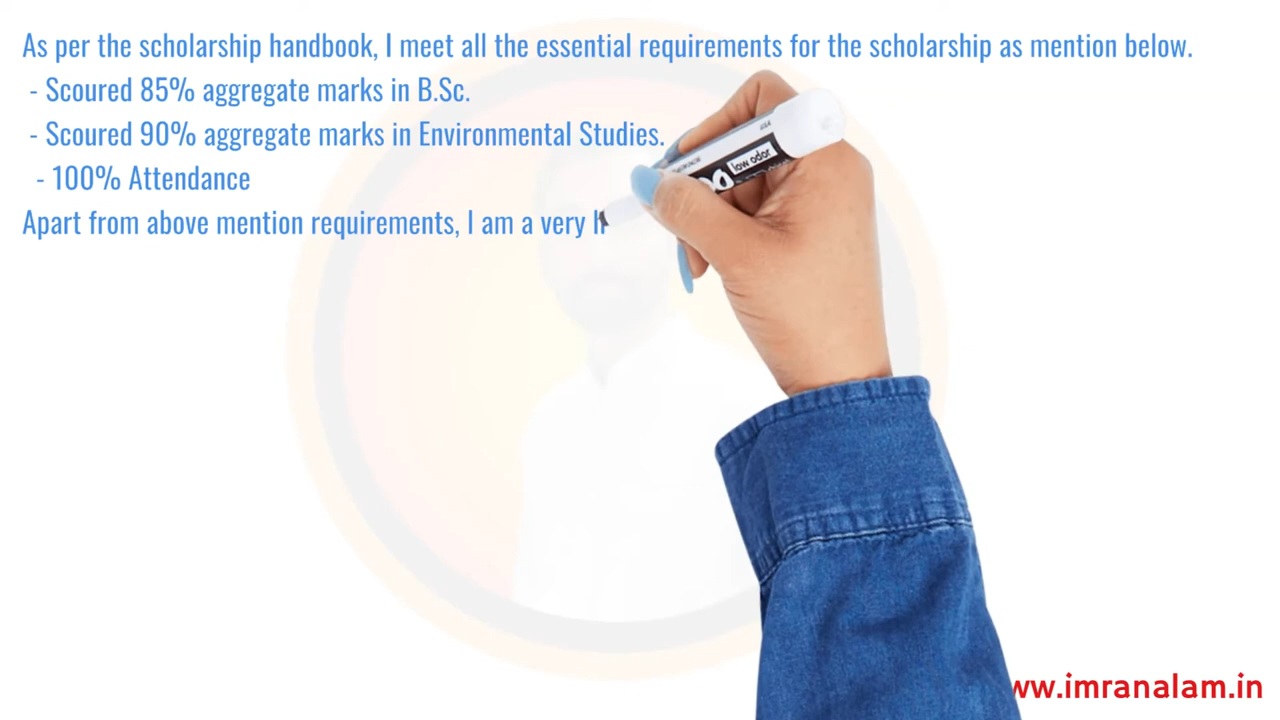 As per the scholarship handbook, I meet all the essential requirements for the scholarship as mention below.
- Scoured 85% aggregate marks in B.Sc.
- Scoured 90% aggregate marks in Environmental Studies.
- 100% Attendance
Apart from above mention requirements, I am a very h
low odor
ww.imranalam.in